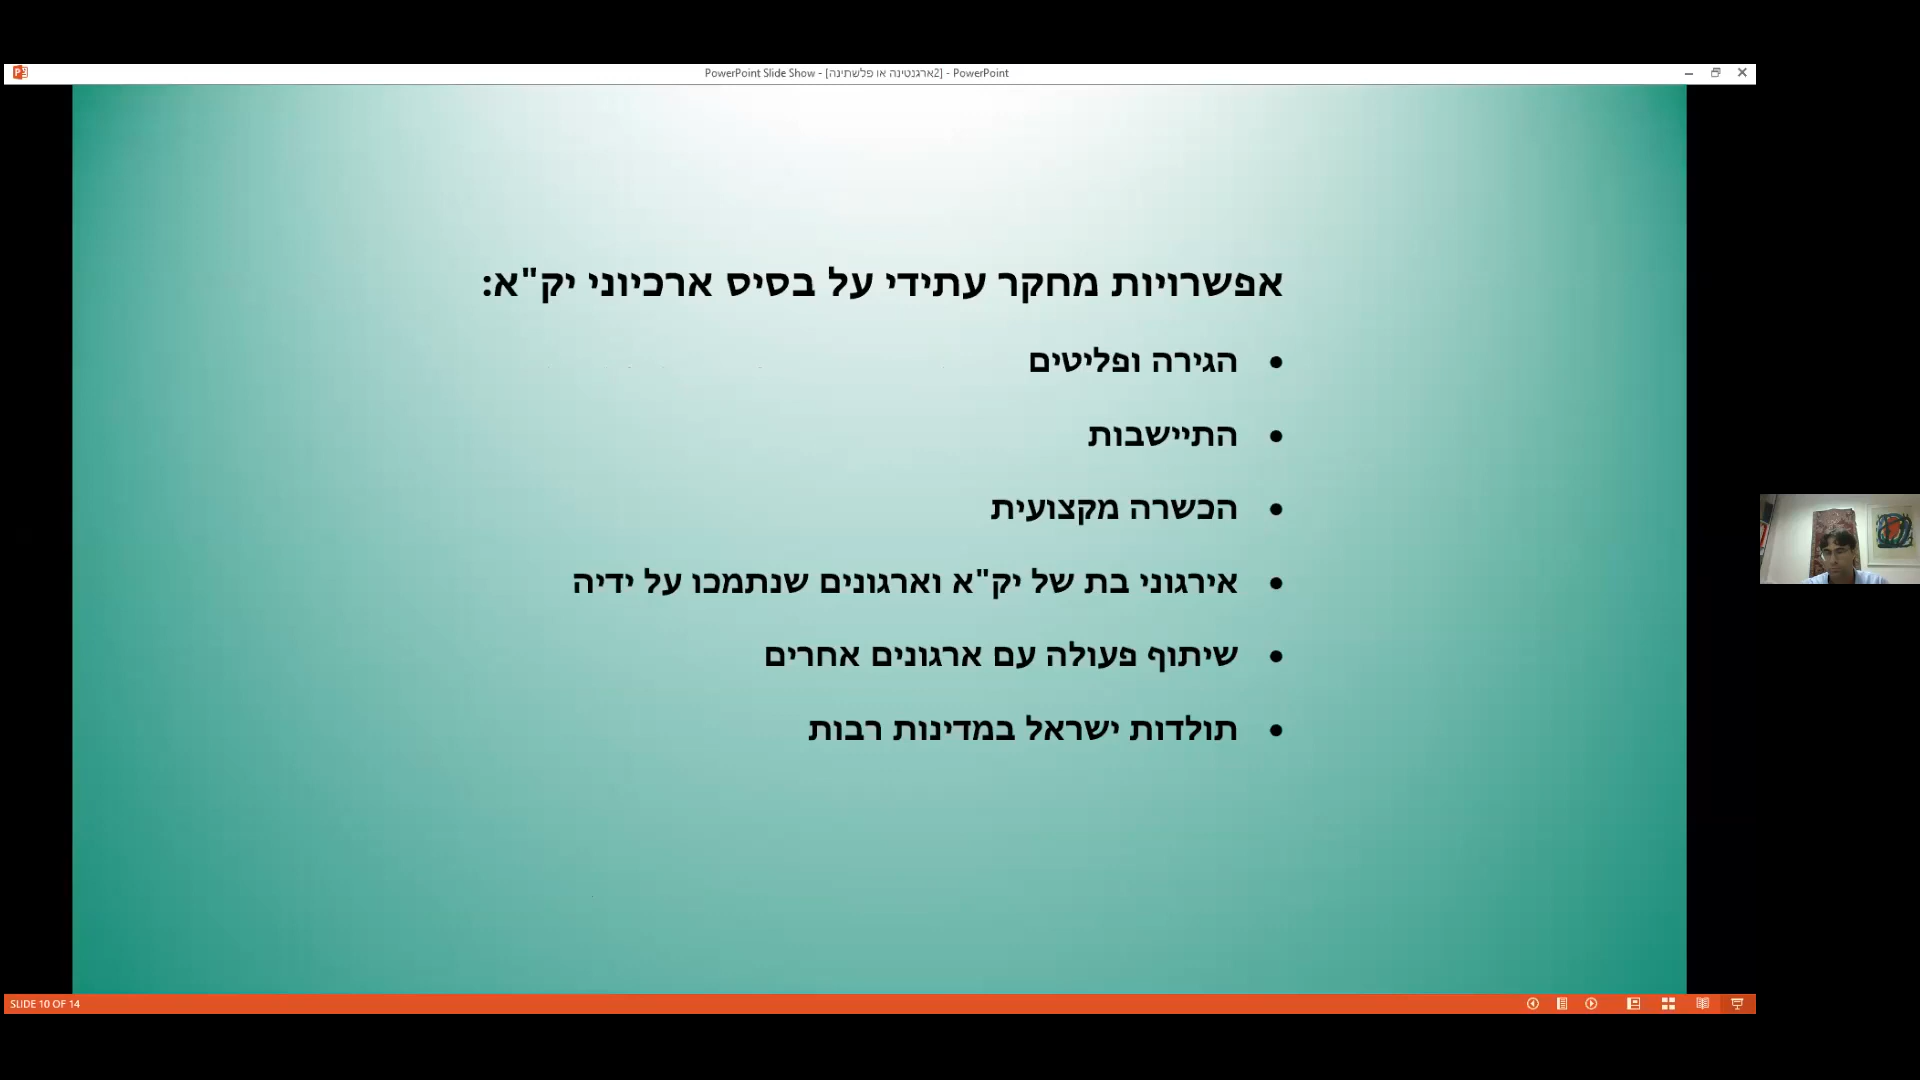 PowerPoint Slide Show - [ארגנטינה או פלשתינה2] - PowerPoint
אפשרויות מחקר עתידי על בסיס ארכיוני יק"א:
• הגירה ופליטים
• התיישבות
• הכשרה מקצועית
• אירגוני בת של יק"א וארגונים שנתמכו על ידיה
• שיתוף פעולה עם ארגונים אחרים
• תולדות ישראל במדינות רבות
SLIDE 10 OF 14